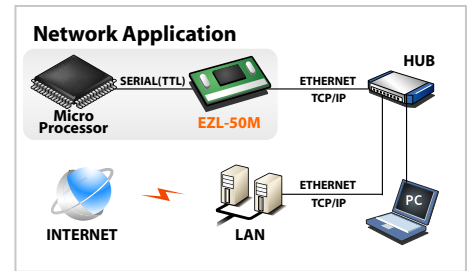 Network Application
HUB
SERIAL(TTL)
ETHERNET
TCP/IP
Micro
Processor
EZL-50M
ETHERNET
TCP/IP
PC
INTERNET
LAN